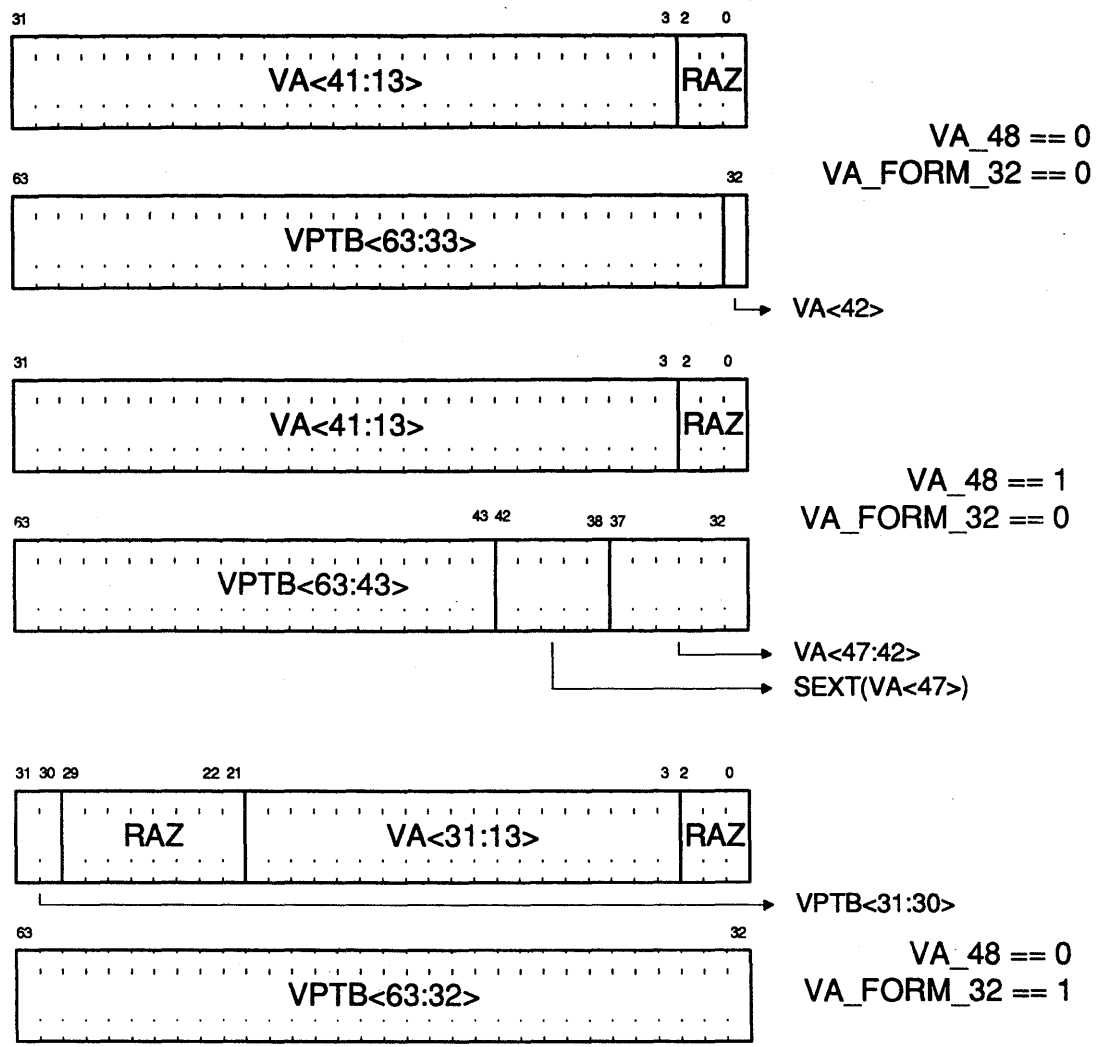 31 3 2 0
VA<41:13> RAZ
VA_48 == 0
VA_FORM_32 == 0
63 32
VPTB<63:33>
VA<42>
31 3 2 0
VA<41:13> RAZ
VA_48 == 1
VA_FORM_32 == 0
63 43 42 38 37 32
VPTB<63:43>
VA<47:42>
SEXT(VA<47>)
31 30 29 22 21 3 2 0
RAZ VA<31:13> RAZ
VPTB<31:30>
63 32
VA_48 == 0
VPTB<63:32>
VA_FORM_32 == 1